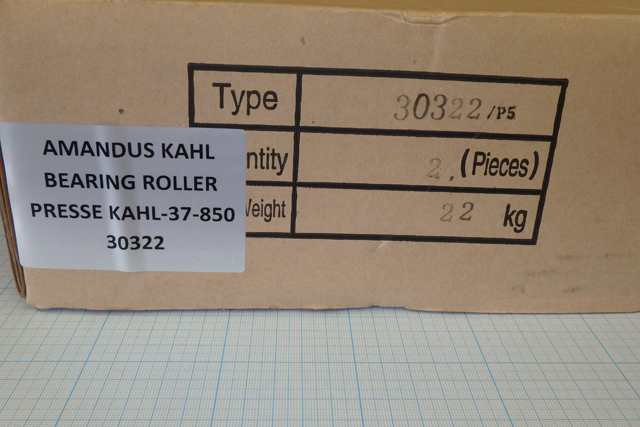 Type 30322/P5
ntity 2. (Pieces)
Weight 22 kg
AMANDUS KAHL
BEARING ROLLER
PRESSE KAHL-37-850
30322